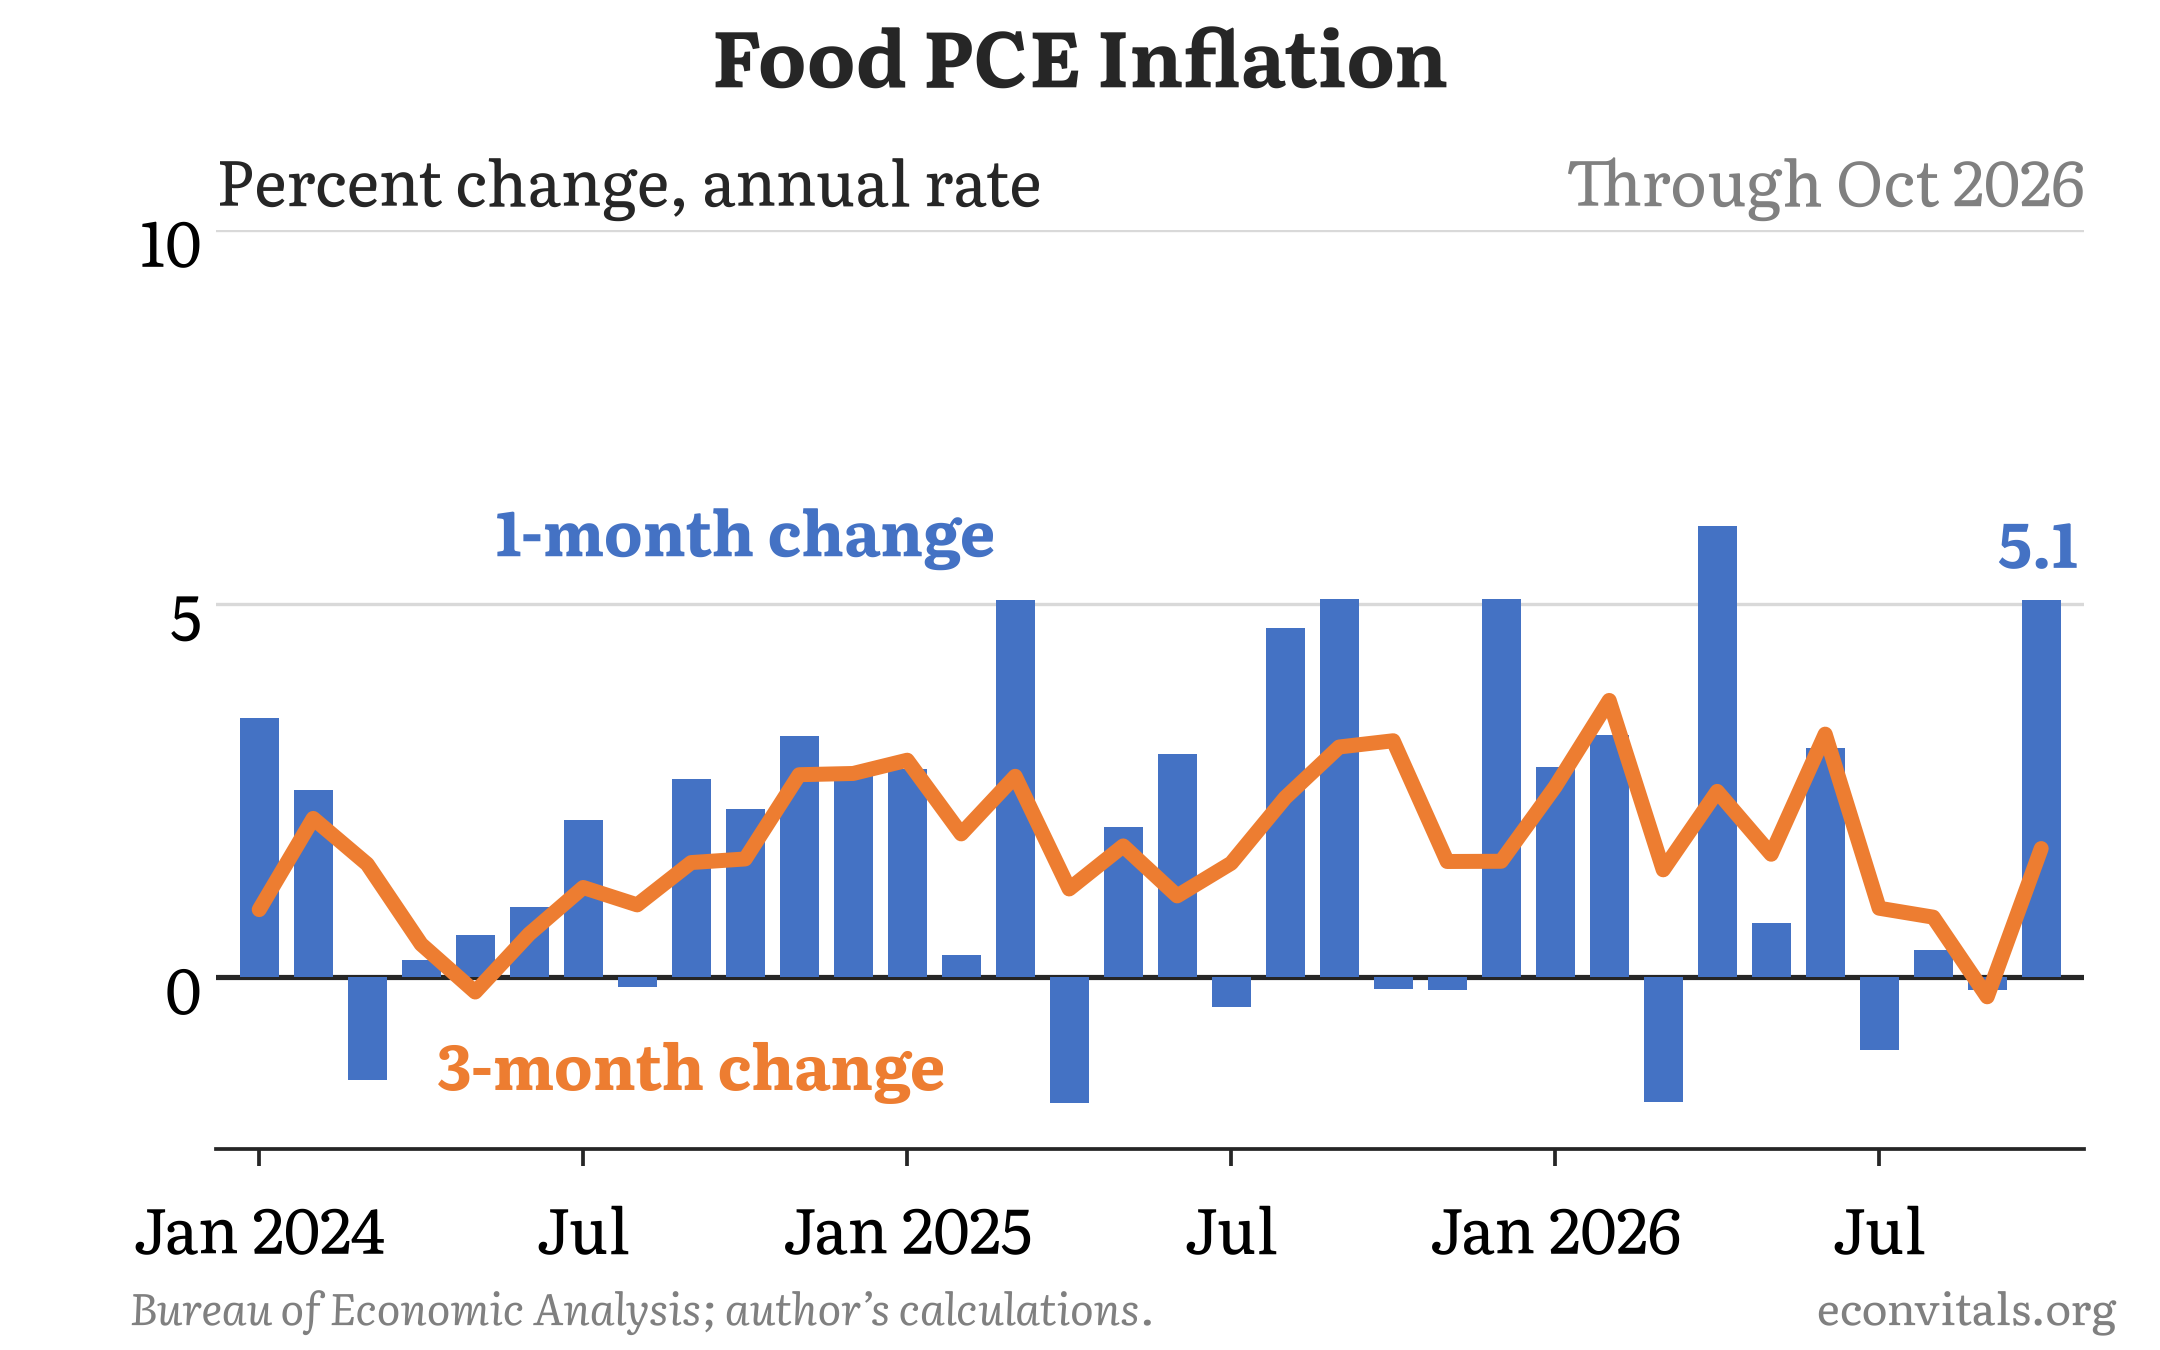 Food PCE Inflation
Percent change, annual rate
Through Oct 2026
10
1-month change
5.1
5
0
3-month change
Jan 2024
Jul
Jan 2025
Jul
Jan 2026
Jul
Bureau of Economic Analysis; author’s calculations.
econvitals.org